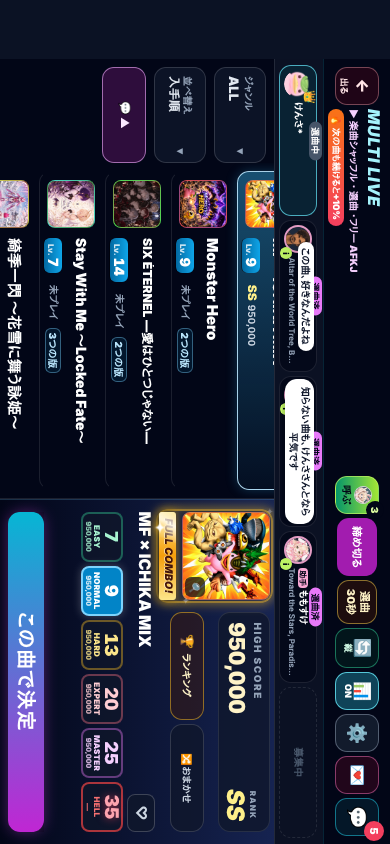 MULTI LIVE
出る
▶ 楽曲シャッフル・選曲・フリー AFKJ
🔥 次の曲も続けると+10%
3
呼ぶ
締め切る
選曲
30秒
ON
5
選曲中
けんさ*
選曲済
この曲、好きなんだよね
Altar of the World Tree, B...
選曲済
知らない曲も、けんささんとなら
平気です
選曲済
助手 ももすけ
Toward the Stars, Paradis...
募集中
ジャンル
ALL
▼
並べ替え
入手順
▼
▲
Lv. 9
SS 950,000
Monster Hero
Lv. 9
未プレイ
2つの版
SIX ETERNEL ―愛はひとつじゃない―
Lv. 14
未プレイ
2つの版
Stay With Me 〜Locked Fate〜
Lv. 7
未プレイ
3つの版
綺季一閃 〜花雪に舞う詠姫〜
FULL COMBO!
HIGH SCORE
950,000
RANK
SS
🏆 ランキング
🔀 おまかせ
MF × ICHIKA MIX
7
EASY
950,000
9
NORMAL
950,000
13
HARD
950,000
20
EXPERT
950,000
25
MASTER
950,000
35
HELL
—
この曲で決定